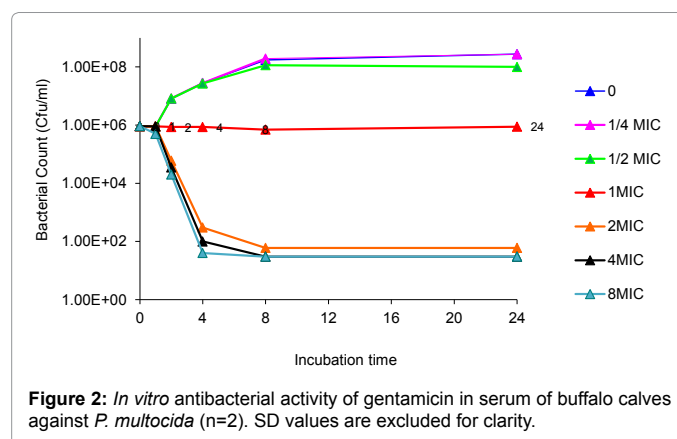 1.00E+08
1.00E+06
1.00E+04
1.00E+02
1.00E+00
Bacterial Count (Cfu/ml)
2 4 24
0 4 8 12 16 20 24
Incubation time
0
1/4 MIC
1/2 MIC
1MIC
2MIC
4MIC
8MIC
Figure 2: In vitro antibacterial activity of gentamicin in serum of buffalo calves
against P. multocida (n=2). SD values are excluded for clarity.